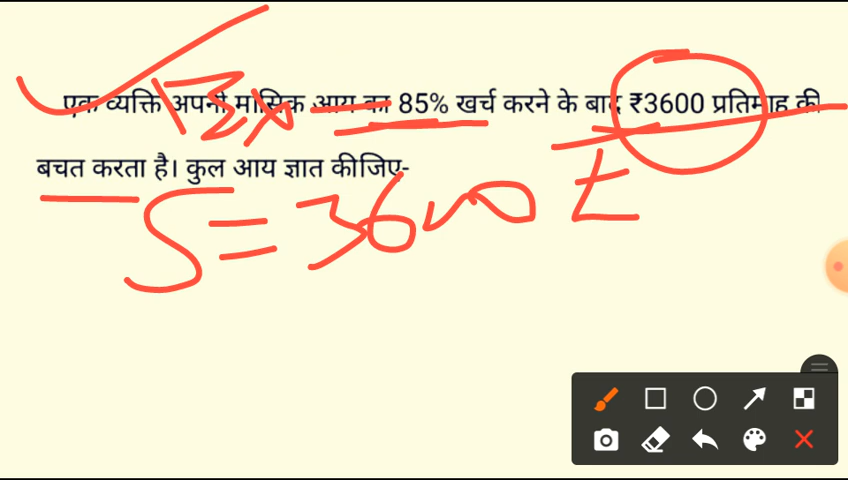 एक व्यक्ति अपनी मासिक आय का 85% खर्च करने के बाद ₹3600 प्रतिमाह की
बचत करता है। कुल आय ज्ञात कीजिए-
S = 3600